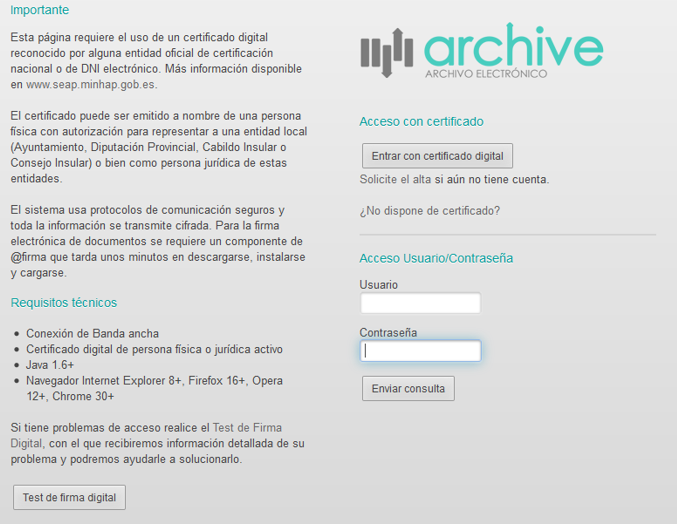 Importante
Esta página requiere el uso de un certificado digital
reconocido por alguna entidad oficial de certificación
nacional o de DNI electrónico. Más información disponible
en www.seap.minhap.gob.es.
El certificado puede ser emitido a nombre de una persona
física con autorización para representar a una entidad local
(Ayuntamiento, Diputación Provincial, Cabildo Insular o
Consejo Insular) o bien como persona jurídica de estas
entidades.
El sistema usa protocolos de comunicación seguros y
toda la información se transmite cifrada. Para la firma
electrónica de documentos se requiere un componente de
@firma que tarda unos minutos en descargarse, instalarse
y cargarse.
Requisitos técnicos
• Conexión de Banda ancha
• Certificado digital de persona física o jurídica activo
• Java 1.6+
• Navegador Internet Explorer 8+, Firefox 16+, Opera
12+, Chrome 30+
Si tiene problemas de acceso realice el Test de Firma
Digital, con el que recibiremos información detallada de su
problema y podremos ayudarle a solucionarlo.
Test de firma digital
archive
ARCHIVO ELECTRÓNICO
Acceso con certificado
Entrar con certificado digital
Solicite el alta si aún no tiene cuenta.
¿No dispone de certificado?
Acceso Usuario/Contraseña
Usuario
Contraseña
Enviar consulta